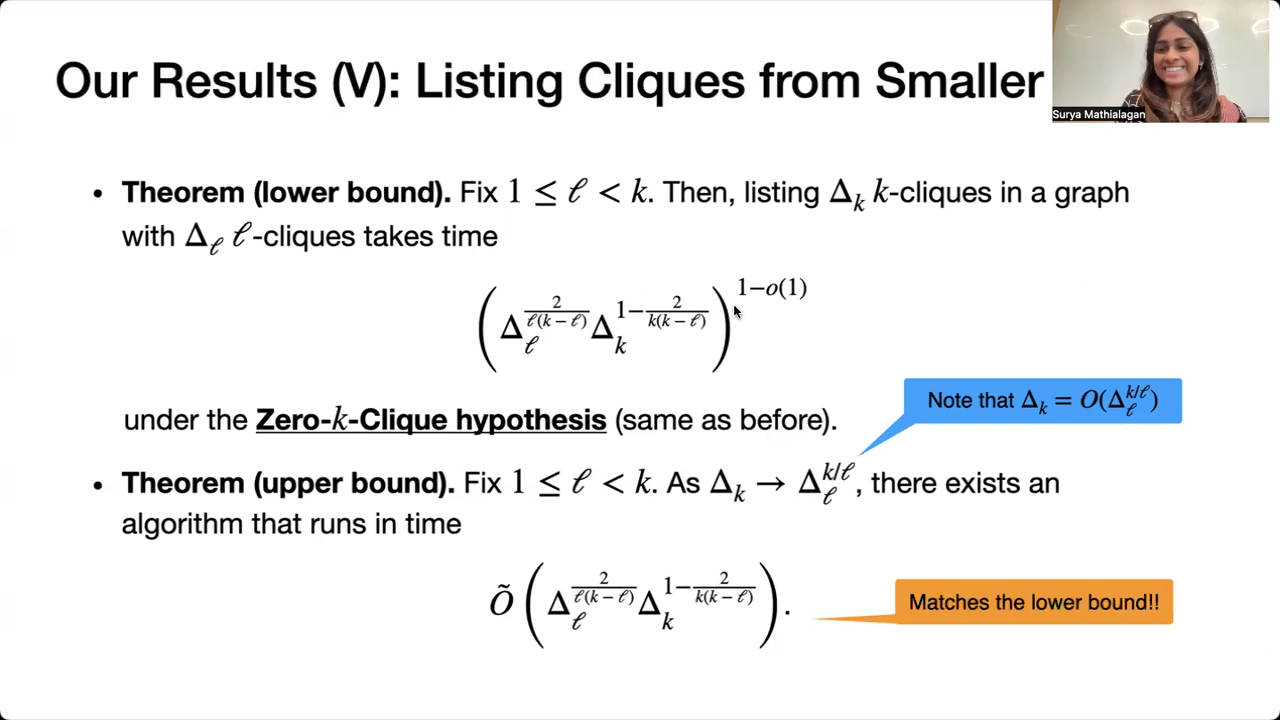 Our Results (V): Listing Cliques from Smaller
Surya Mathialagan
• Theorem (lower bound). Fix 1 ≤ ℓ < k. Then, listing Δ_k k-cliques in a graph
with Δ_ℓ ℓ-cliques takes time
(Δ_ℓ^{2/(ℓ(k − ℓ))} Δ_k^{1−2/(k(k − ℓ))})^{1−o(1)}
Note that Δ_k = O(Δ_ℓ^{k/ℓ})
under the Zero-k-Clique hypothesis (same as before).
• Theorem (upper bound). Fix 1 ≤ ℓ < k. As Δ_k → Δ_ℓ^{k/ℓ}, there exists an
algorithm that runs in time
Õ(Δ_ℓ^{2/(ℓ(k − ℓ))} Δ_k^{1−2/(k(k − ℓ))}).
Matches the lower bound!!